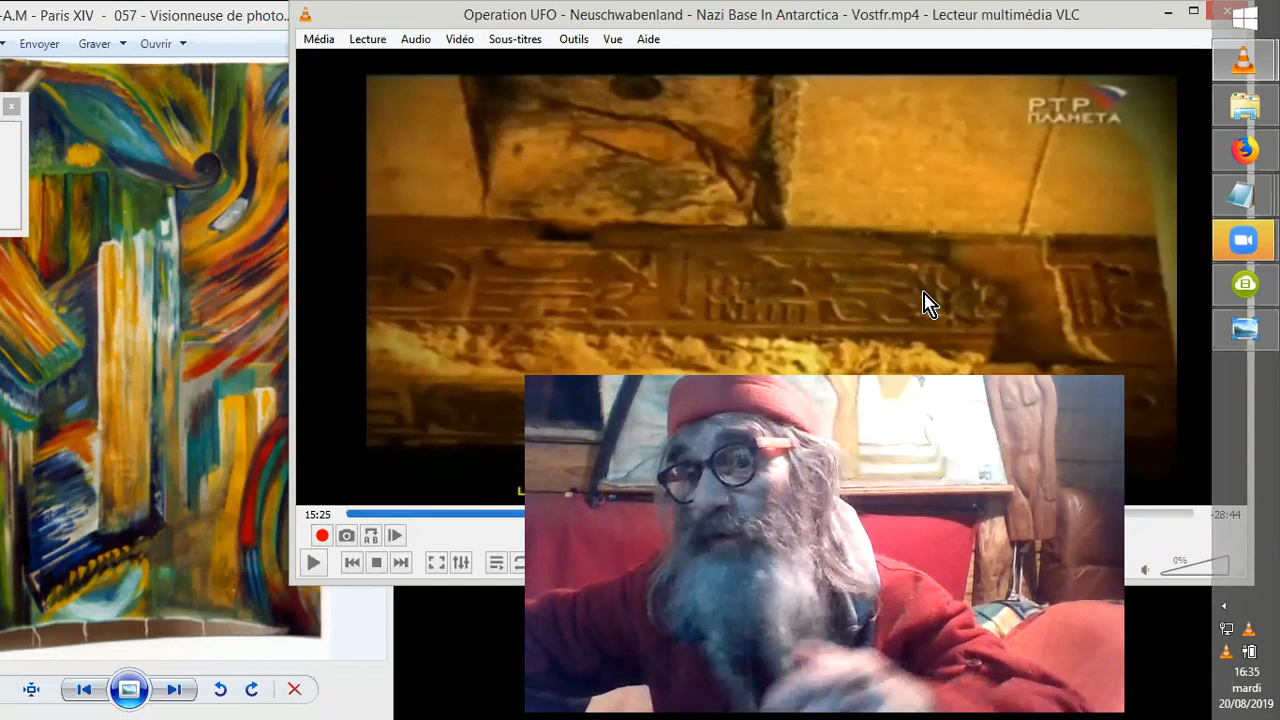 -A.M - Paris XIV - 057 - Visionneuse de photo...
Envoyer Graver Ouvrir
x
Operation UFO - Neuschwabenland - Nazi Base In Antarctica - Vostfr.mp4 - Lecteur multimédia VLC
Média Lecture Audio Vidéo Sous-titres Outils Vue Aide
РТР
ПЛАНЕТА
15:25
-28:44
A B
0%
16:35
mardi
20/08/2019